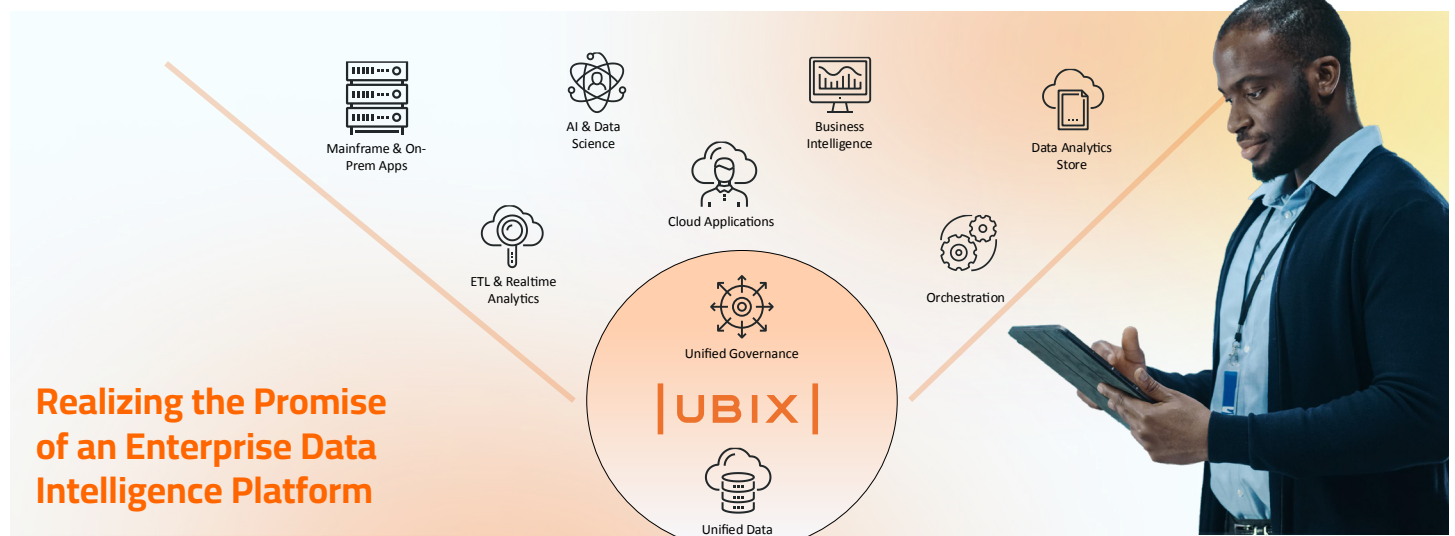 Mainframe & On-
Prem Apps
AI & Data
Science
Business
Intelligence
Data Analytics
Store
Cloud Applications
ETL & Realtime
Analytics
Orchestration
Unified Governance
|UBIX|
Unified Data
Realizing the Promise
of an Enterprise Data
Intelligence Platform